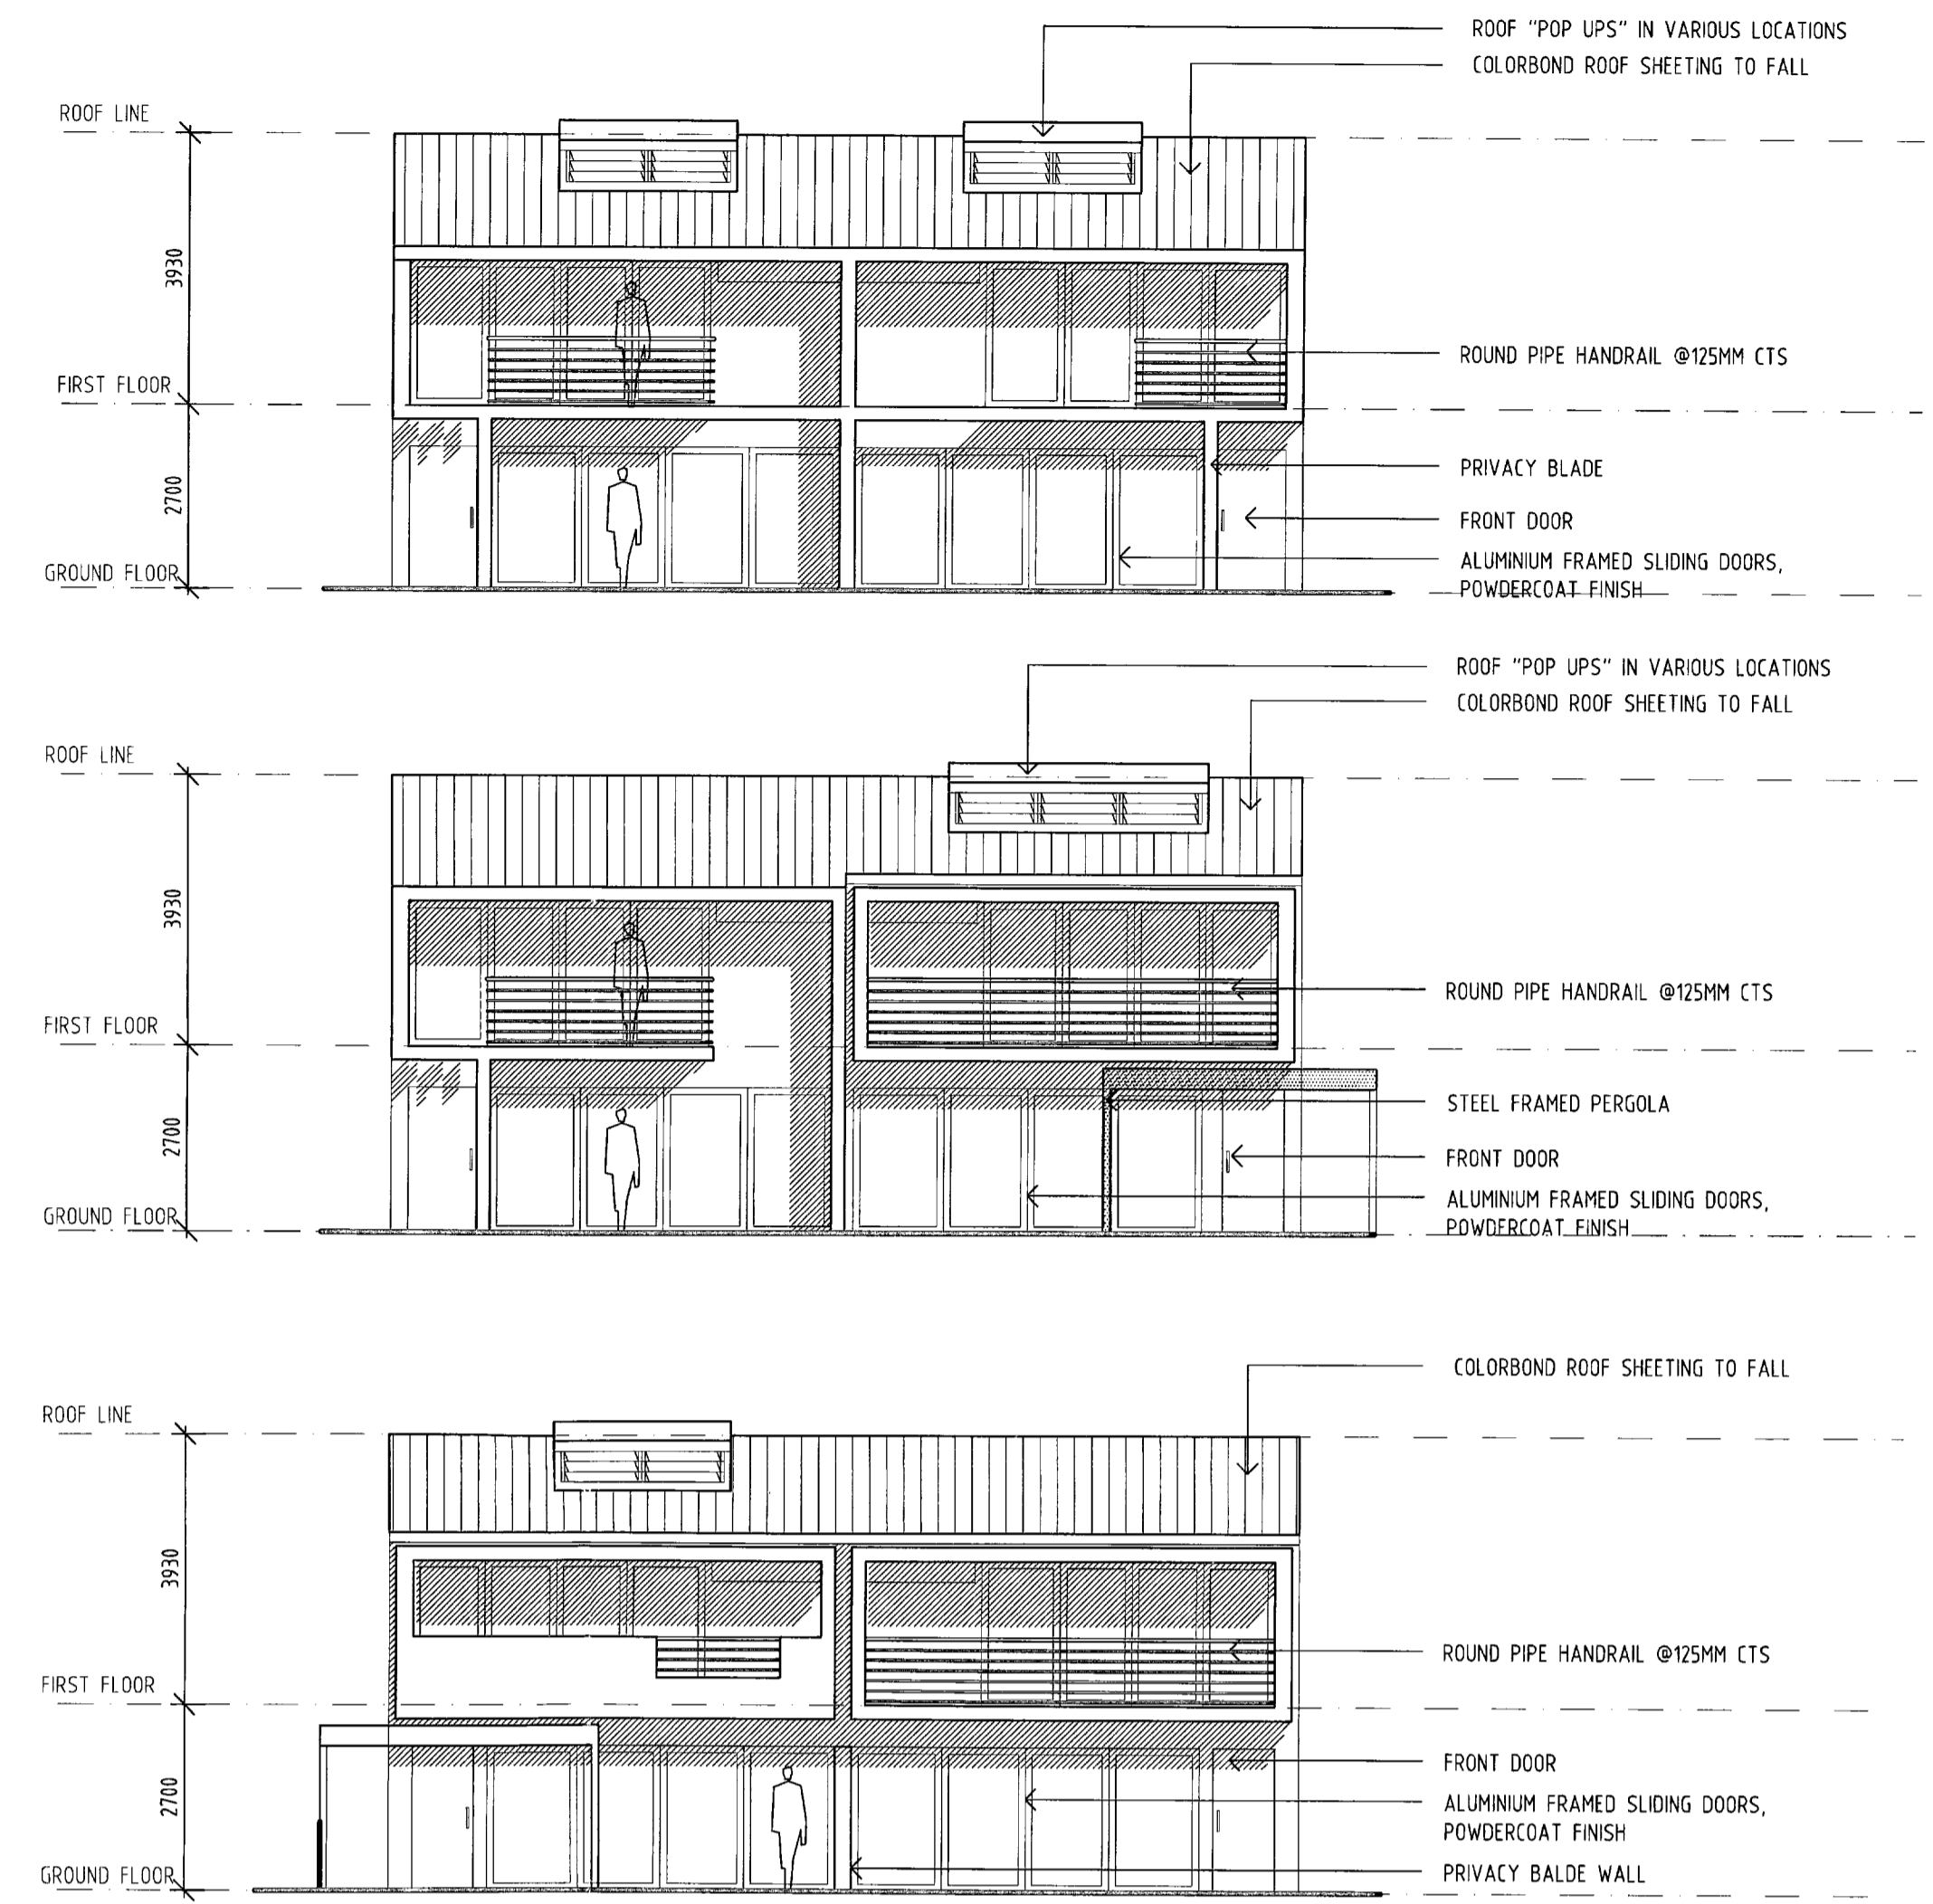 ROOF "POP UPS" IN VARIOUS LOCATIONS
COLORBOND ROOF SHEETING TO FALL
ROOF LINE
3930
ROUND PIPE HANDRAIL @125MM CTS
FIRST FLOOR
PRIVACY BLADE
2700
FRONT DOOR
ALUMINIUM FRAMED SLIDING DOORS,
POWDERCOAT FINISH
GROUND FLOOR
ROOF "POP UPS" IN VARIOUS LOCATIONS
COLORBOND ROOF SHEETING TO FALL
ROOF LINE
3930
ROUND PIPE HANDRAIL @125MM CTS
FIRST FLOOR
STEEL FRAMED PERGOLA
2700
FRONT DOOR
ALUMINIUM FRAMED SLIDING DOORS,
POWDERCOAT FINISH
GROUND FLOOR
COLORBOND ROOF SHEETING TO FALL
ROOF LINE
3930
ROUND PIPE HANDRAIL @125MM CTS
FIRST FLOOR
FRONT DOOR
2700
ALUMINIUM FRAMED SLIDING DOORS,
POWDERCOAT FINISH
PRIVACY BALDE WALL
GROUND FLOOR